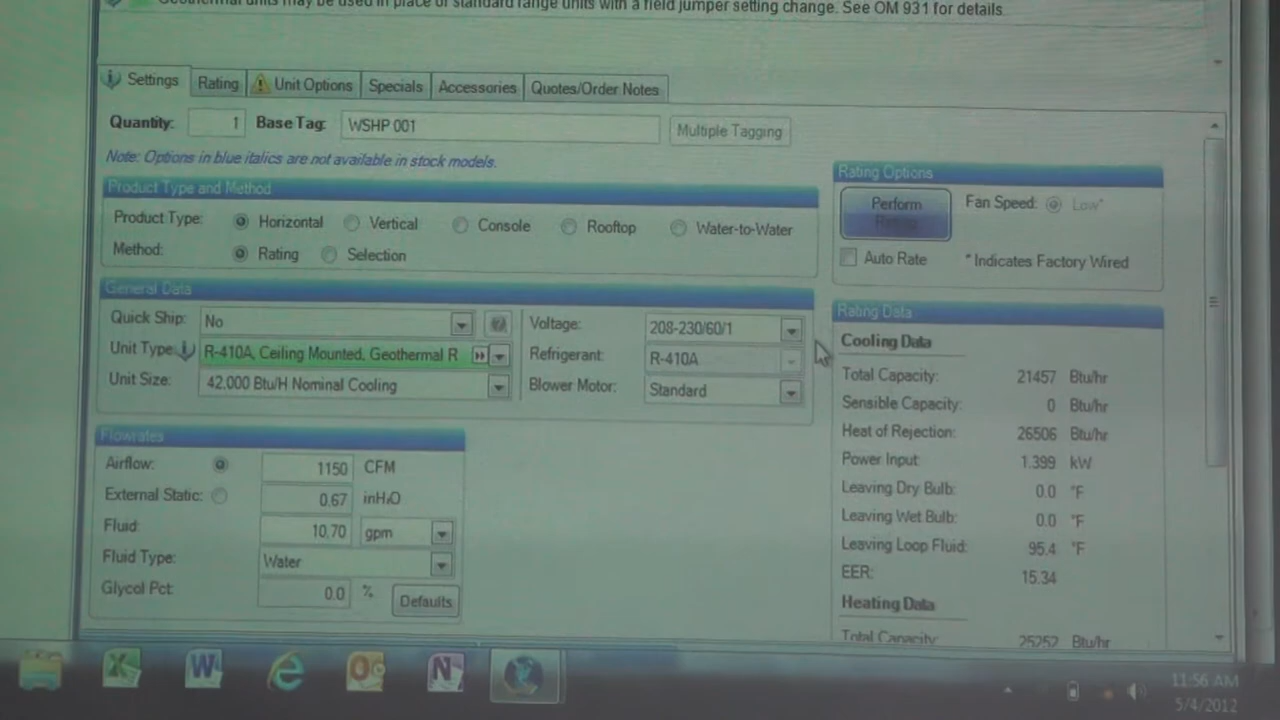 Geothermal units may be used in place of standard range units with a field jumper setting change. See OM 931 for details
Settings Rating Unit Options Specials Accessories Quotes/Order Notes
Quantity: 1 Base Tag: WSHP 001 Multiple Tagging
Note: Options in blue italics are not available in stock models.
Product Type and Method
Product Type: Horizontal Vertical Console Rooftop Water-to-Water
Method: Rating Selection
General Data
Quick Ship: No
Unit Type: R-410A, Ceiling Mounted, Geothermal R
Unit Size: 42,000 Btu/H Nominal Cooling
Voltage: 208-230/60/1
Refrigerant: R-410A
Blower Motor: Standard
Flowrates
Airflow: 1150 CFM
External Static: 0.67 inH2O
Fluid: 10.70 gpm
Fluid Type: Water
Glycol Pct: 0.0 % Defaults
Rating Options
Perform Rating
Fan Speed: Low*
Auto Rate *Indicates Factory Wired
Rating Data
Cooling Data
Total Capacity: 21457 Btu/hr
Sensible Capacity: 0 Btu/hr
Heat of Rejection: 26506 Btu/hr
Power Input: 1.399 kW
Leaving Dry Bulb: 0.0 °F
Leaving Wet Bulb: 0.0 °F
Leaving Loop Fluid: 95.4 °F
EER: 15.34
Heating Data
Total Capacity: 25252 Btu/hr
11:56 AM
5/4/2012